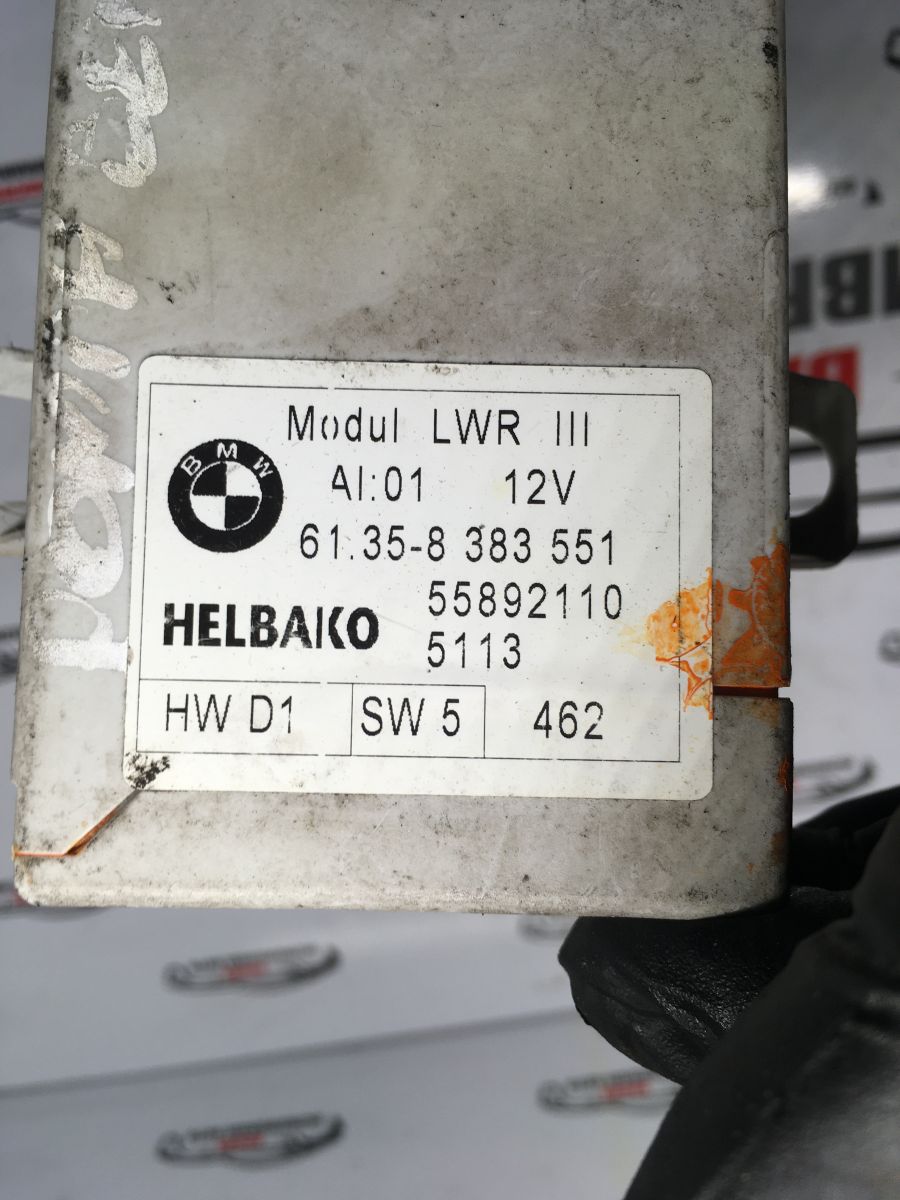 Modul LWR III
BMW
AI:01 12V
61.35-8 383 551
55892110
HELBAKO
5113
HW D1 SW 5 462